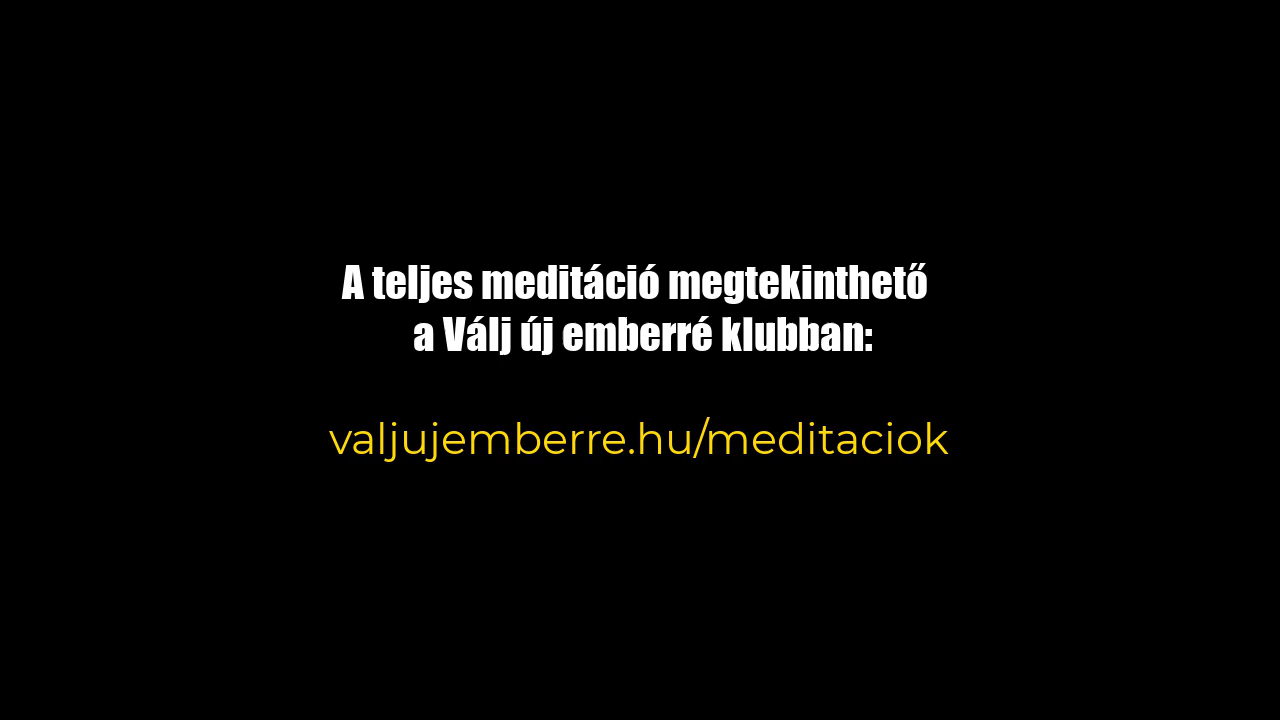 A teljes meditáció megtekinthető
a Válj új emberré klubban:
valjujemberre.hu/meditaciok